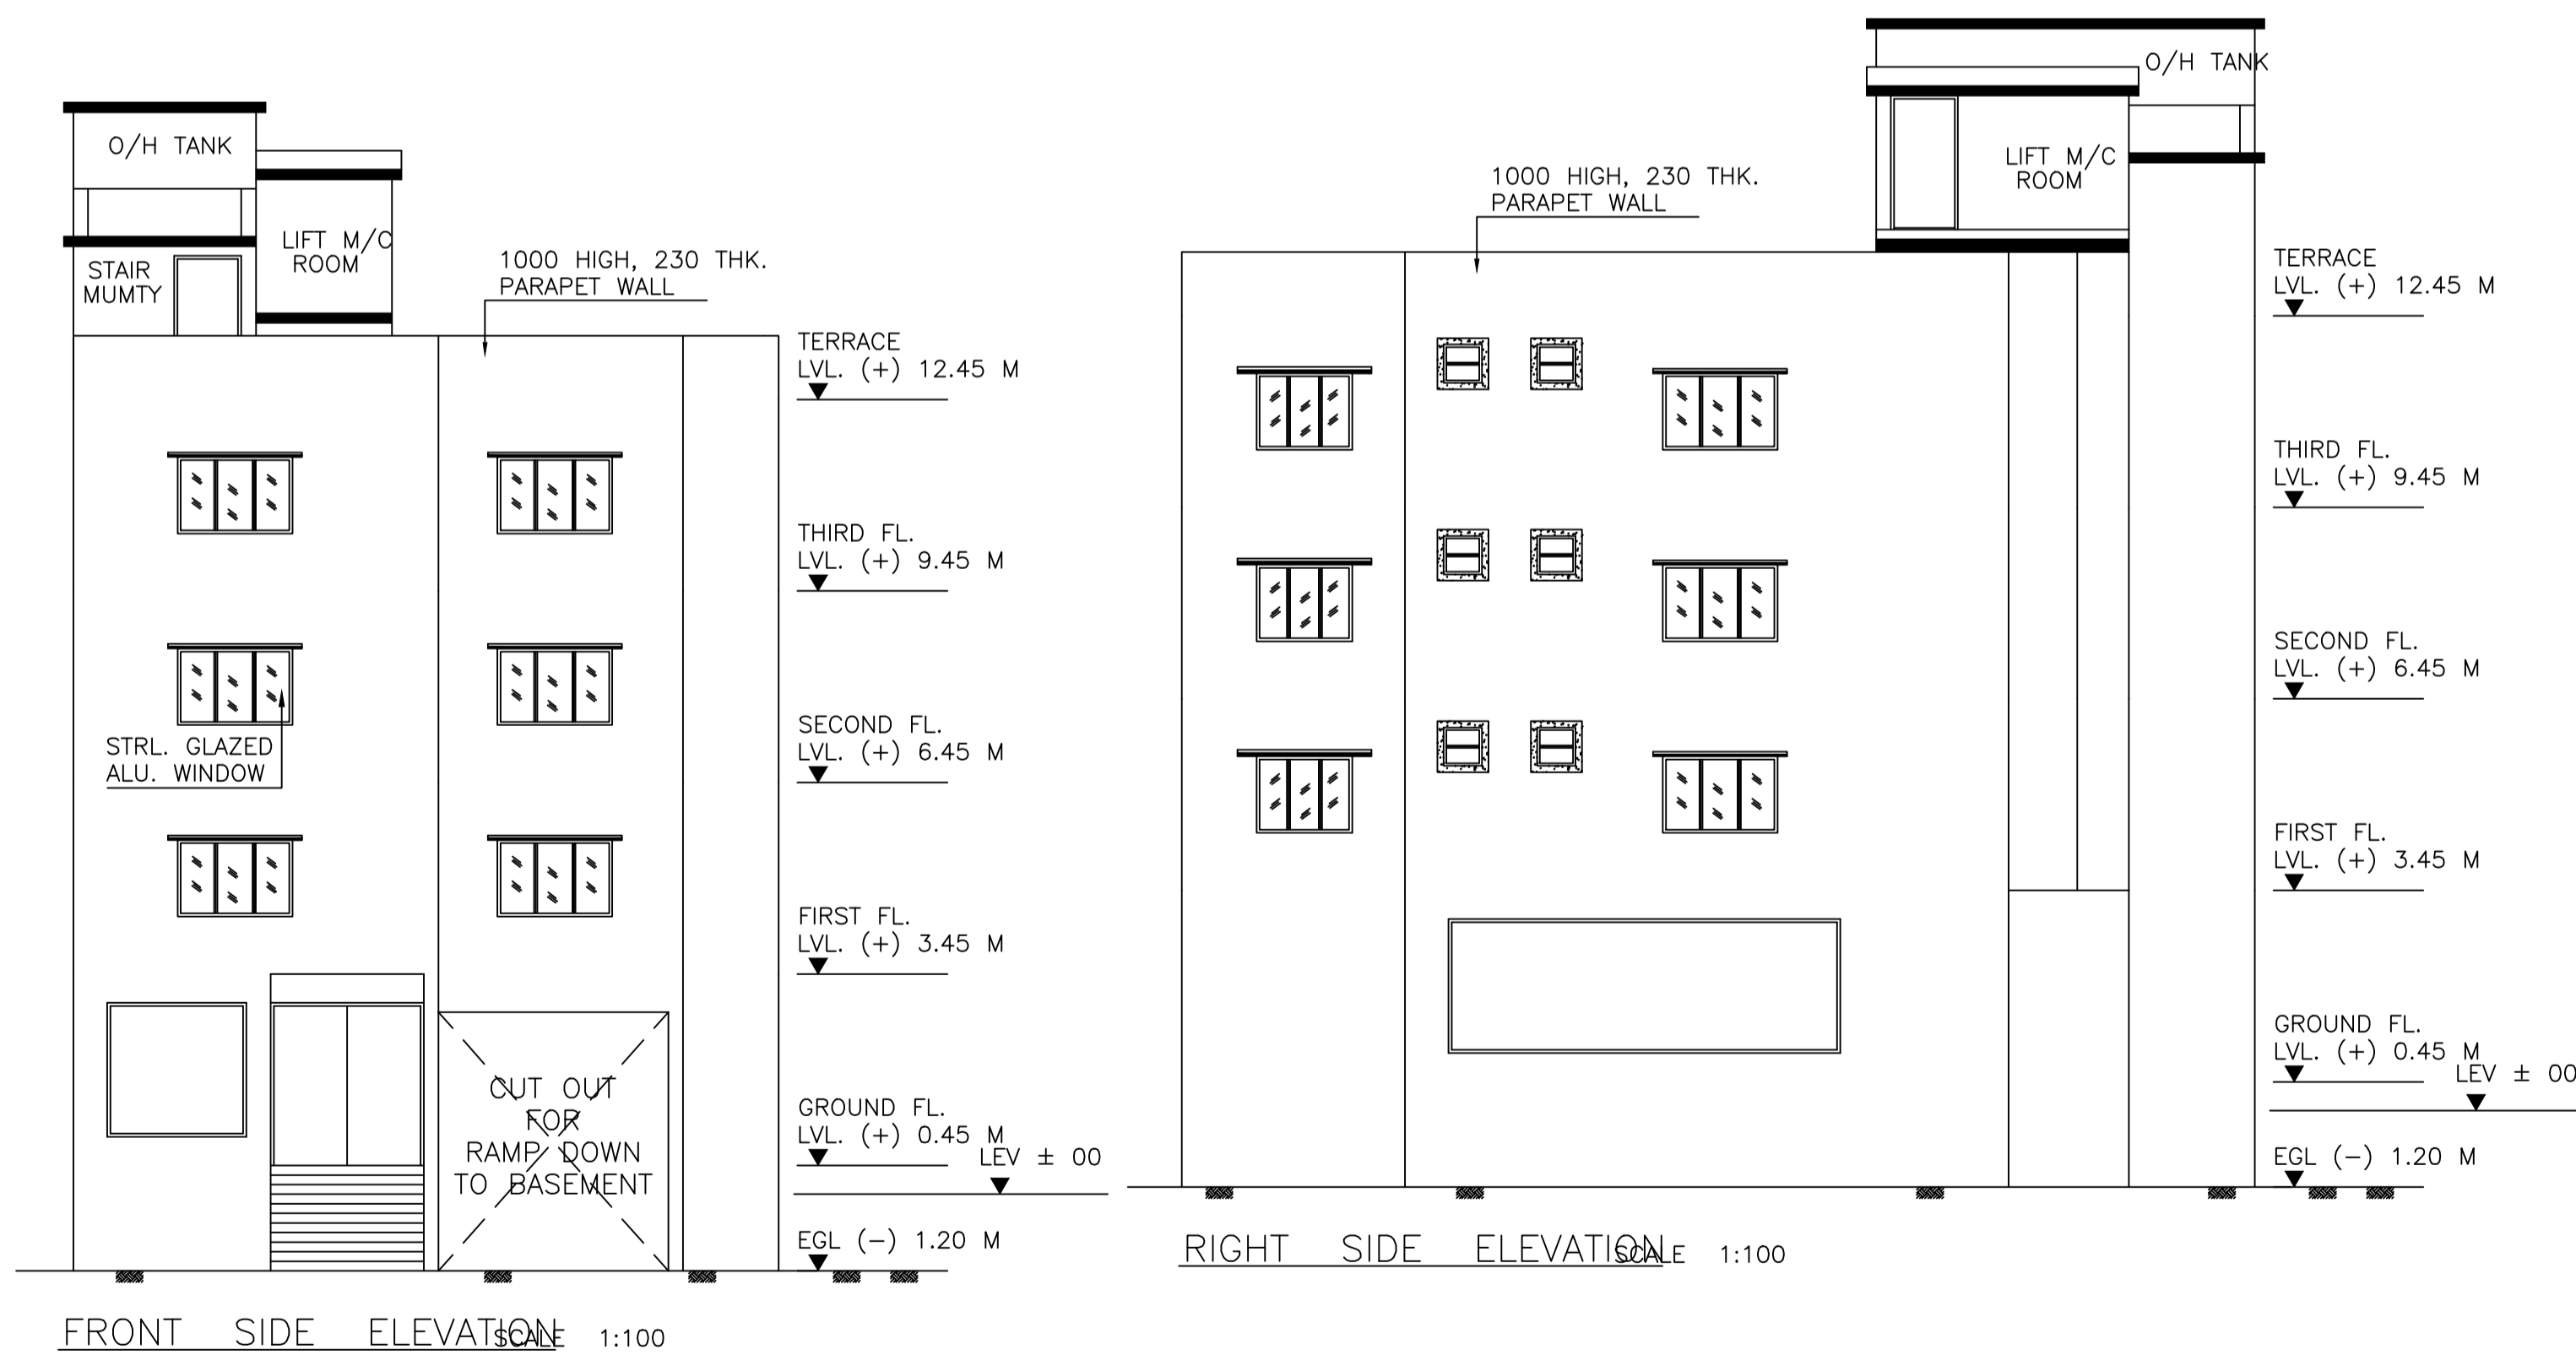 O/H TANK
STAIR
MUMTY
LIFT M/C
ROOM
1000 HIGH, 230 THK.
PARAPET WALL
STRL. GLAZED
ALU. WINDOW
CUT OUT
FOR
RAMP DOWN
TO BASEMENT
TERRACE
LVL. (+) 12.45 M
THIRD FL.
LVL. (+) 9.45 M
SECOND FL.
LVL. (+) 6.45 M
FIRST FL.
LVL. (+) 3.45 M
GROUND FL.
LVL. (+) 0.45 M
LEV ± 00
EGL (−) 1.20 M
FRONT SIDE ELEVATION SCALE 1:100
O/H TANK
LIFT M/C
ROOM
1000 HIGH, 230 THK.
PARAPET WALL
TERRACE
LVL. (+) 12.45 M
THIRD FL.
LVL. (+) 9.45 M
SECOND FL.
LVL. (+) 6.45 M
FIRST FL.
LVL. (+) 3.45 M
GROUND FL.
LVL. (+) 0.45 M
LEV ± 00
EGL (−) 1.20 M
RIGHT SIDE ELEVATION SCALE 1:100